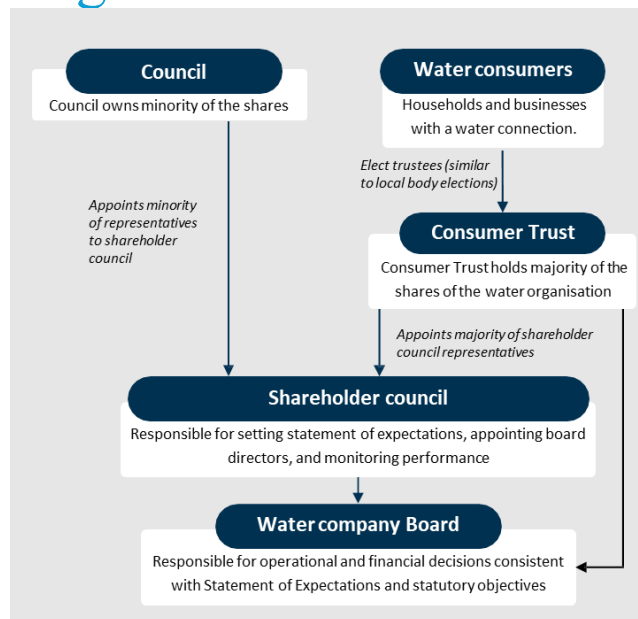 Council
Council owns minority of the shares
Water consumers
Households and businesses
with a water connection.
Elect trustees (similar
to local body elections)
Appoints minority
of representatives
to shareholder
council
Consumer Trust
Consumer Trust holds majority of the
shares of the water organisation
Appoints majority of shareholder
council representatives
Shareholder council
Responsible for setting statement of expectations, appointing board
directors, and monitoring performance
Water company Board
Responsible for operational and financial decisions consistent
with Statement of Expectations and statutory objectives